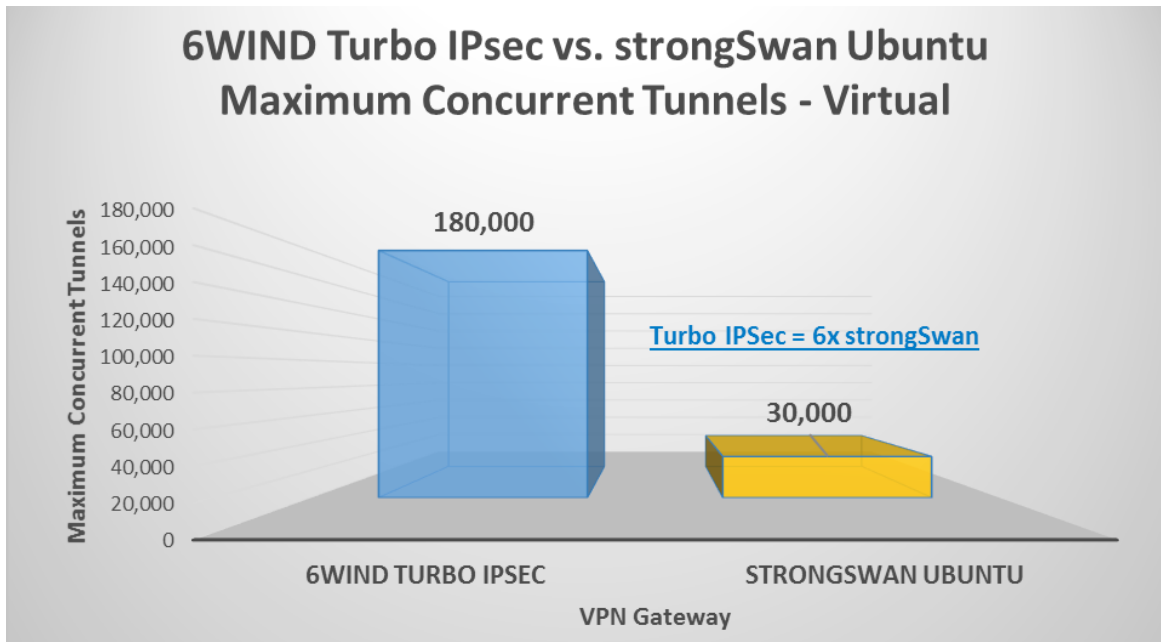 6WIND Turbo IPsec vs. strongSwan Ubuntu
Maximum Concurrent Tunnels - Virtual
Maximum Concurrent Tunnels
180,000
160,000
140,000
120,000
100,000
80,000
60,000
40,000
20,000
0
180,000
Turbo IPSec = 6x strongSwan
30,000
6WIND TURBO IPSEC
STRONGSWAN UBUNTU
VPN Gateway